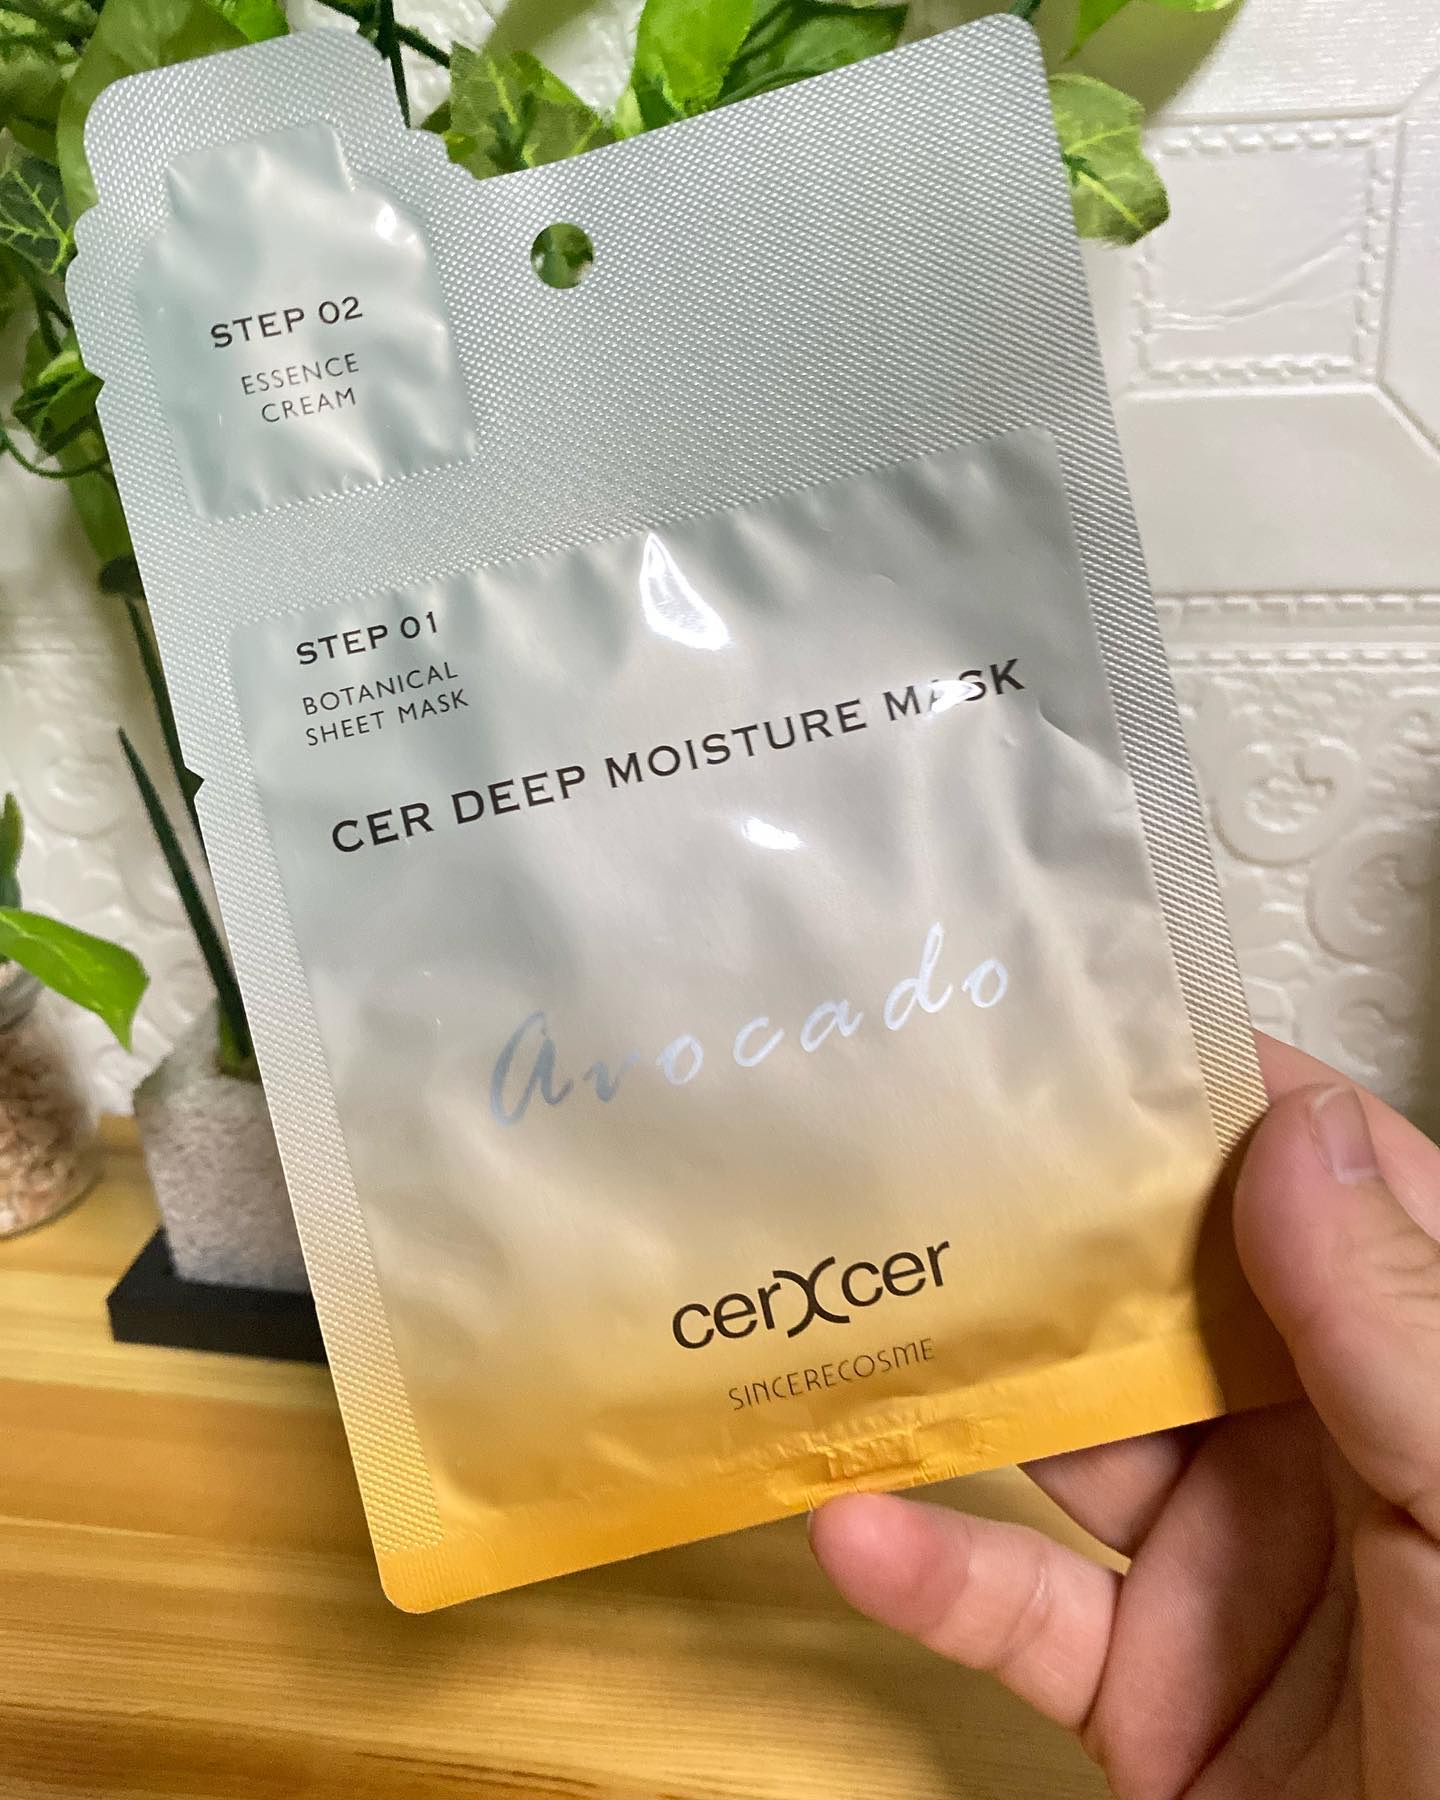 STEP 02
ESSENCE
CREAM
STEP 01
BOTANICAL
SHEET MASK
CER DEEP MOISTURE MASK
Avocado
cerXcer
SINCERECOSME